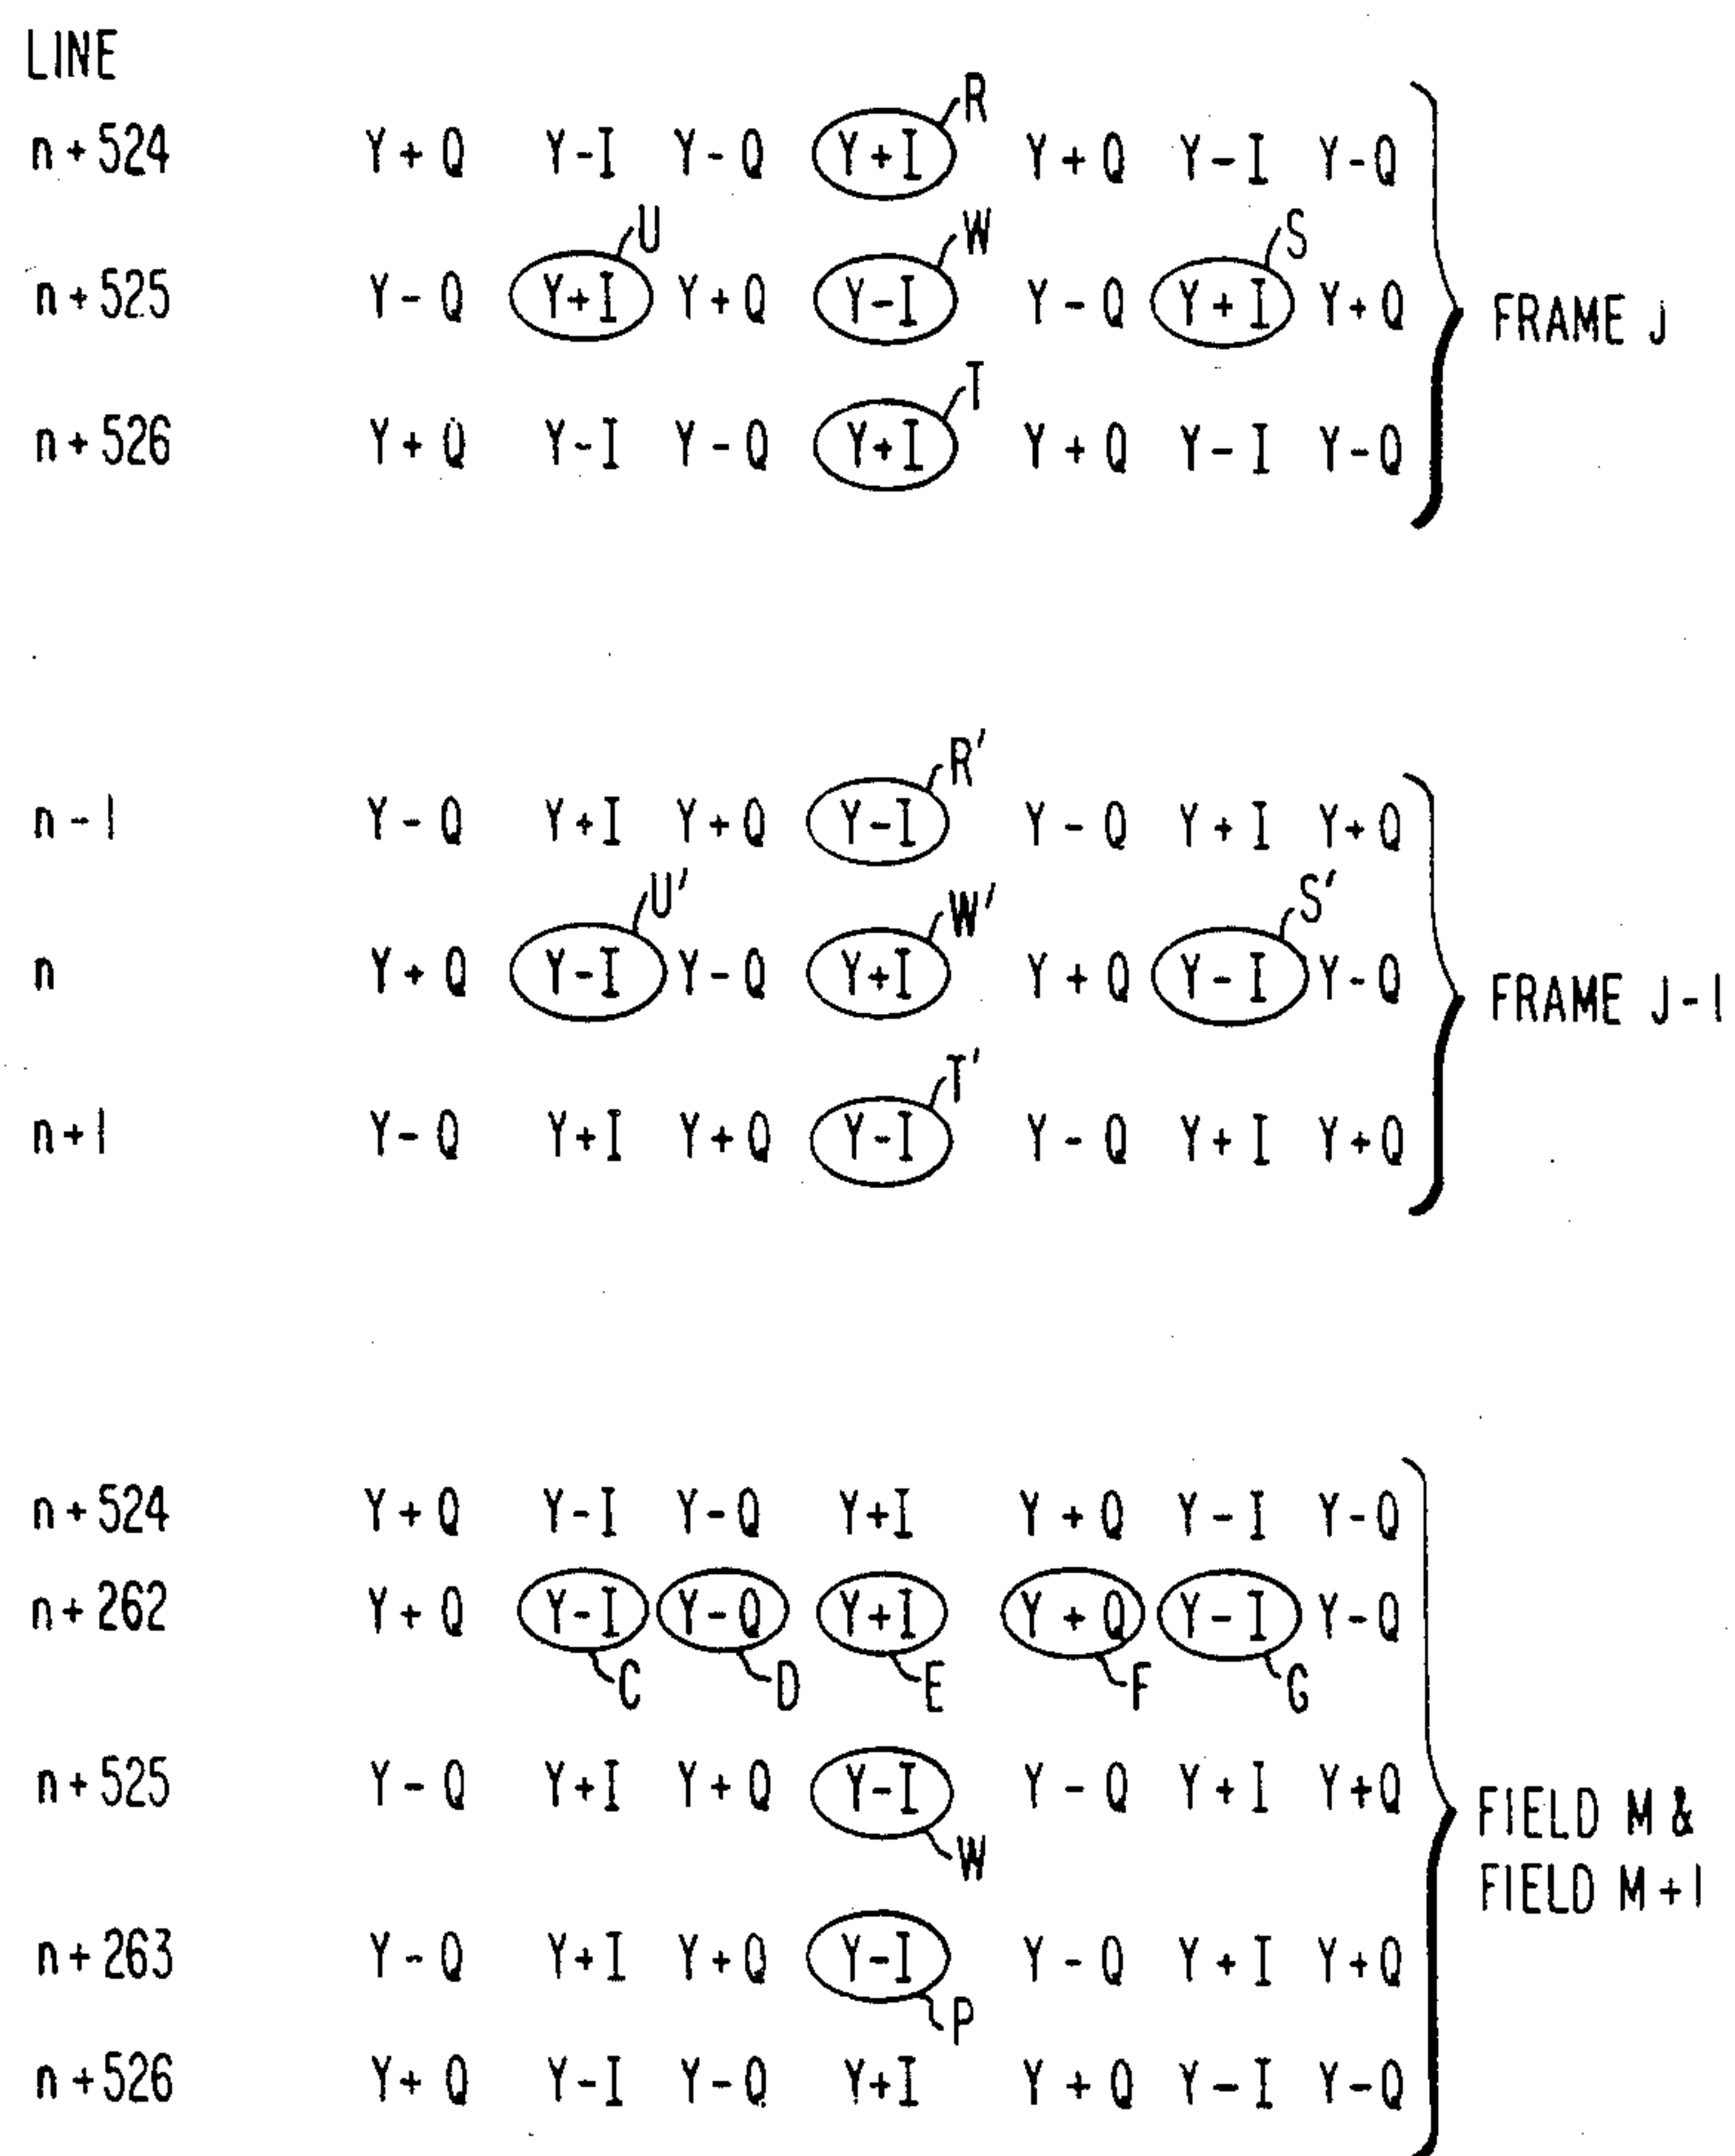 LINE
R
n+524 Y+Q Y-I Y-Q Y+I Y+Q Y-I Y-Q
U W S
n+525 Y-Q Y+I Y+Q Y-I Y-Q Y+I Y+Q
FRAME J
T
n+526 Y+Q Y-I Y-Q Y+I Y+Q Y-I Y-Q
R'
n-1 Y-Q Y+I Y+Q Y-I Y-Q Y+I Y+Q
U' W' S'
n Y+Q Y-I Y-Q Y+I Y+Q Y-I Y-Q
FRAME J-1
T'
n+1 Y-Q Y+I Y+Q Y-I Y-Q Y+I Y+Q
n+524 Y+Q Y-I Y-Q Y+I Y+Q Y-I Y-Q
n+262 Y+Q Y-I Y-Q Y+I Y+Q Y-I Y-Q
C D E F G
n+525 Y-Q Y+I Y+Q Y-I Y-Q Y+I Y+Q
W
FIELD M &
FIELD M+1
n+263 Y-Q Y+I Y+Q Y-I Y-Q Y+I Y+Q
P
n+526 Y+Q Y-I Y-Q Y+I Y+Q Y-I Y-Q